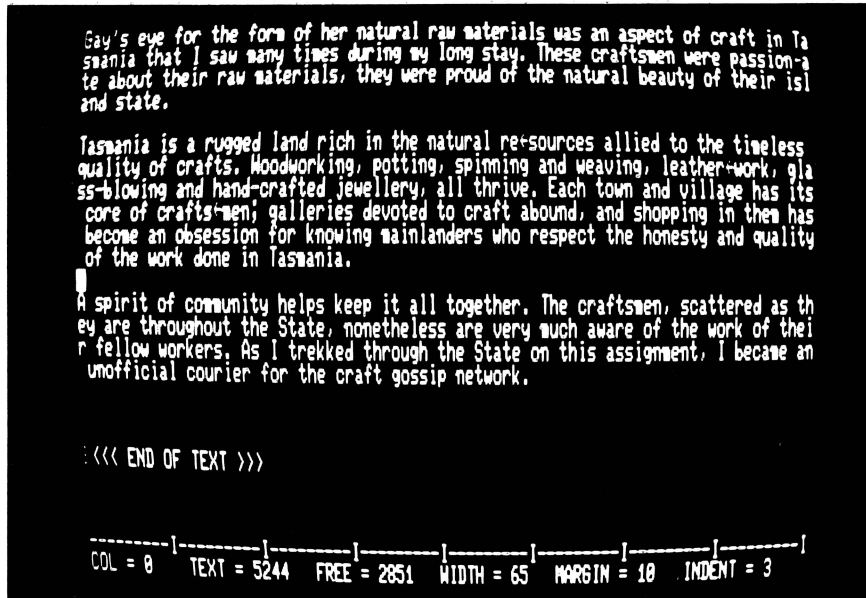 Gay's eye for the form of her natural raw materials was an aspect of craft in Ta
smania that I saw many times during my long stay. These craftsmen were passion-a
te about their raw materials, they were proud of the natural beauty of their isl
and state.
Tasmania is a rugged land rich in the natural re←sources allied to the timeless
quality of crafts. Woodworking, potting, spinning and weaving, leather←work, gla
ss-blowing and hand-crafted jewellery, all thrive. Each town and village has its
core of crafts←men; galleries devoted to craft abound, and shopping in them has
become an obsession for knowing mainlanders who respect the honesty and quality
of the work done in Tasmania.
A spirit of community helps keep it all together. The craftsmen, scattered as th
ey are throughout the State, nonetheless are very much aware of the work of thei
r fellow workers. As I trekked through the State on this assignment, I became an
unofficial courier for the craft gossip network.
<<< END OF TEXT >>>
---------I---------I---------I---------I---------I---------I---------I---------I
COL = 0 TEXT = 5244 FREE = 2851 WIDTH = 65 MARGIN = 10 INDENT = 3